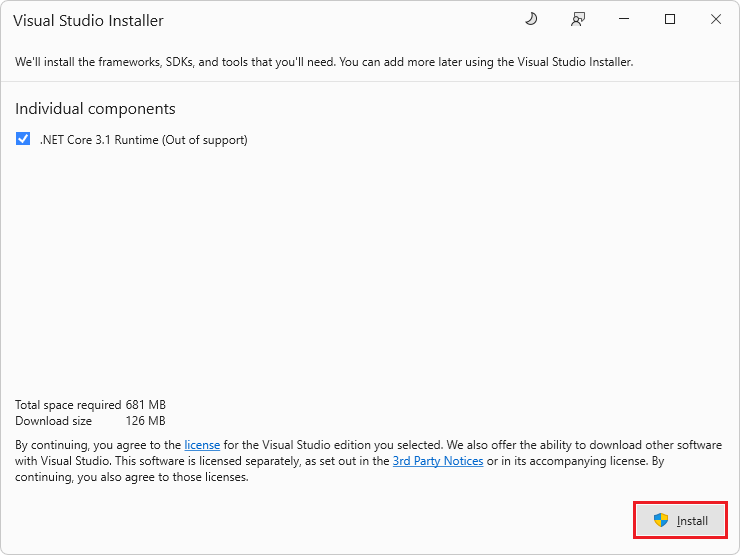 Visual Studio Installer
We'll install the frameworks, SDKs, and tools that you'll need. You can add more later using the Visual Studio Installer.
Individual components
.NET Core 3.1 Runtime (Out of support)
Total space required 681 MB
Download size 126 MB
By continuing, you agree to the license for the Visual Studio edition you selected. We also offer the ability to download other software
with Visual Studio. This software is licensed separately, as set out in the 3rd Party Notices or in its accompanying license. By
continuing, you also agree to those licenses.
Install